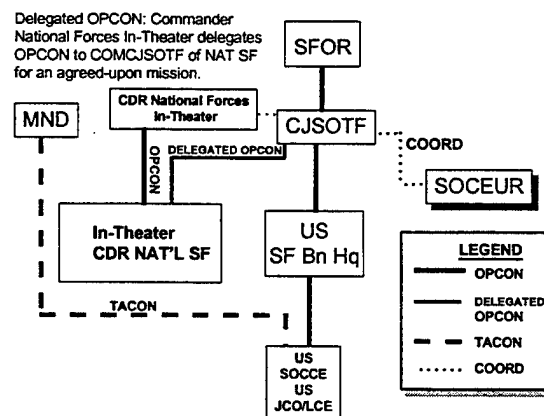 Delegated OPCON: Commander
National Forces In-Theater delegates
OPCON to COMCJSOTF of NAT SF
for an agreed-upon mission.
SFOR
MND
CDR National Forces
In-Theater
CJSOTF
OPCON
DELEGATED OPCON
COORD
SOCEUR
In-Theater
CDR NAT'L SF
US
SF Bn Hq
TACON
US
SOCCE
US
JCO/LCE
LEGEND
OPCON
DELEGATED
OPCON
TACON
COORD